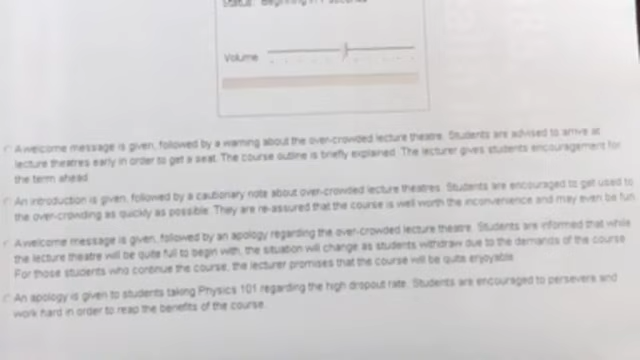 Status: Beginning in 7 seconds
Volume
A welcome message is given, followed by a warning about the over-crowded lecture theatre. Students are advised to arrive at
lecture theatres early in order to get a seat. The course outline is briefly explained. The lecturer gives students encouragement for
the term ahead.
An introduction is given, followed by a cautionary note about over-crowded lecture theatres. Students are encouraged to get used to
the over-crowding as quickly as possible. They are re-assured that the course is well worth the inconvenience and may even be fun.
A welcome message is given, followed by an apology regarding the over-crowded lecture theatre. Students are informed that while
the lecture theatre will be quite full to begin with, the situation will change as students withdraw due to the demands of the course.
For those students who continue the course, the lecturer promises that the course will be quite enjoyable.
An apology is given to students taking Physics 101 regarding the high dropout rate. Students are encouraged to persevere and
work hard in order to reap the benefits of the course.